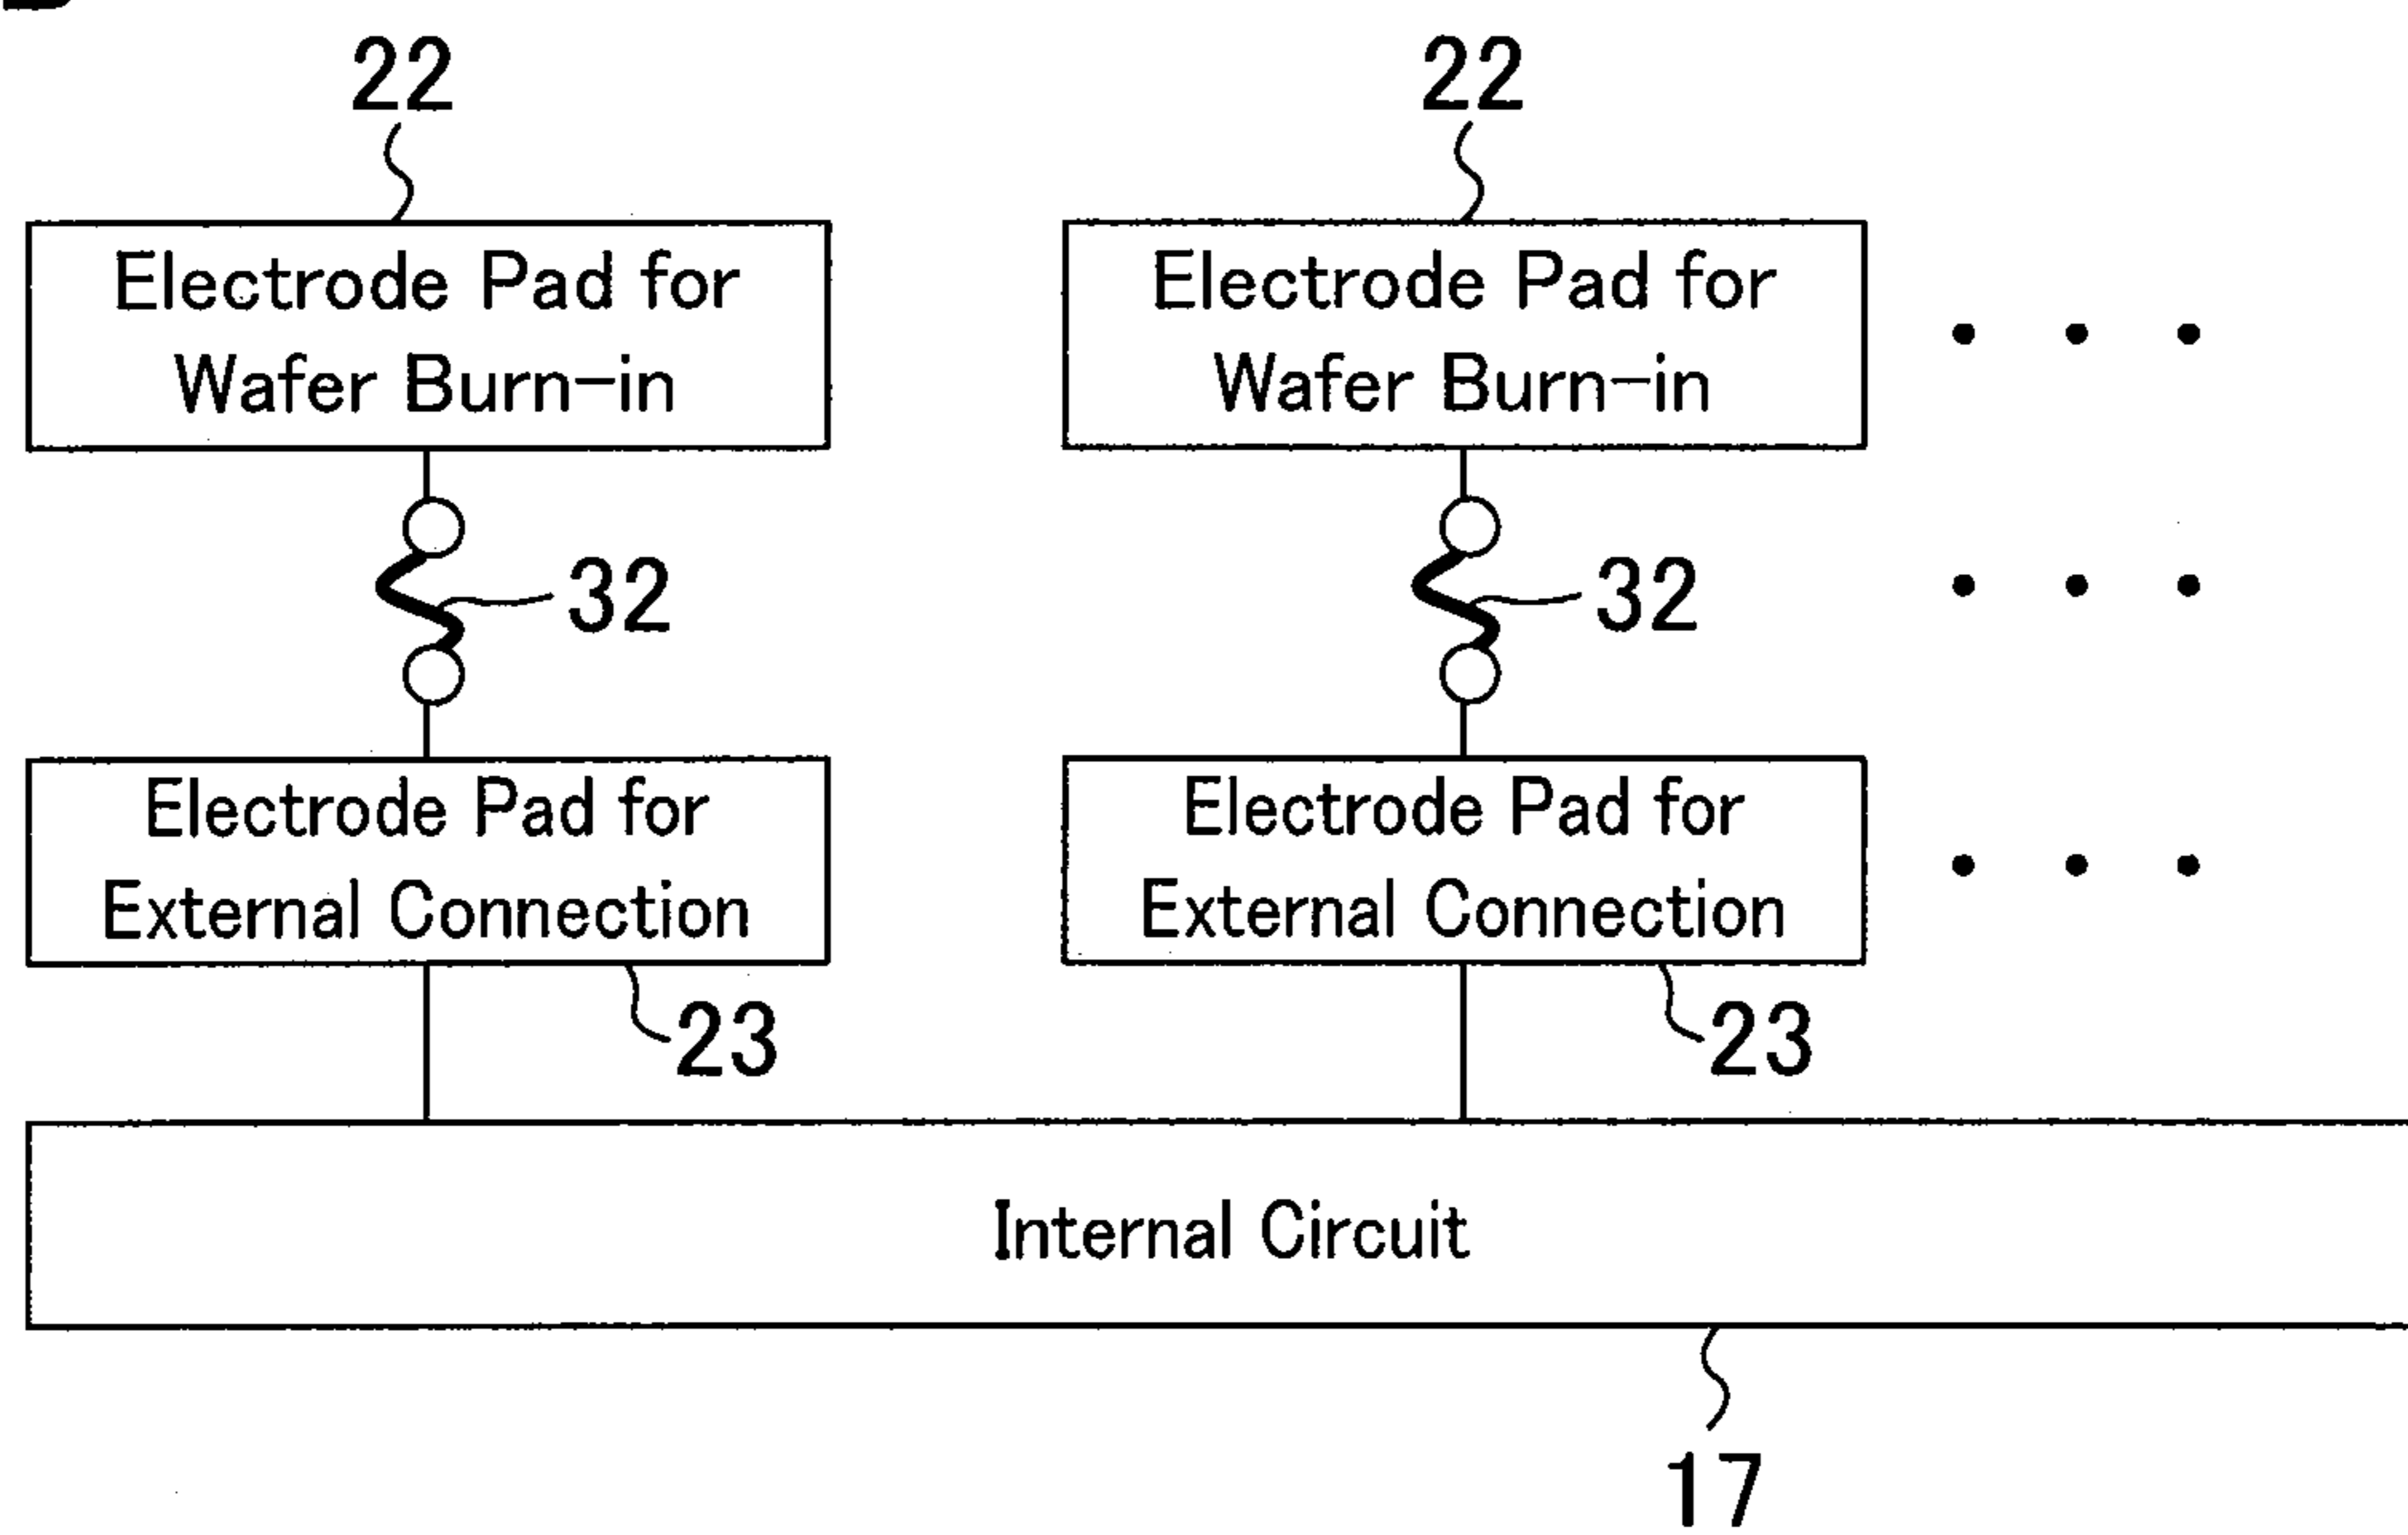 22
22
Electrode Pad for
Wafer Burn-in
Electrode Pad for
Wafer Burn-in
32
32
Electrode Pad for
External Connection
Electrode Pad for
External Connection
23
23
Internal Circuit
17